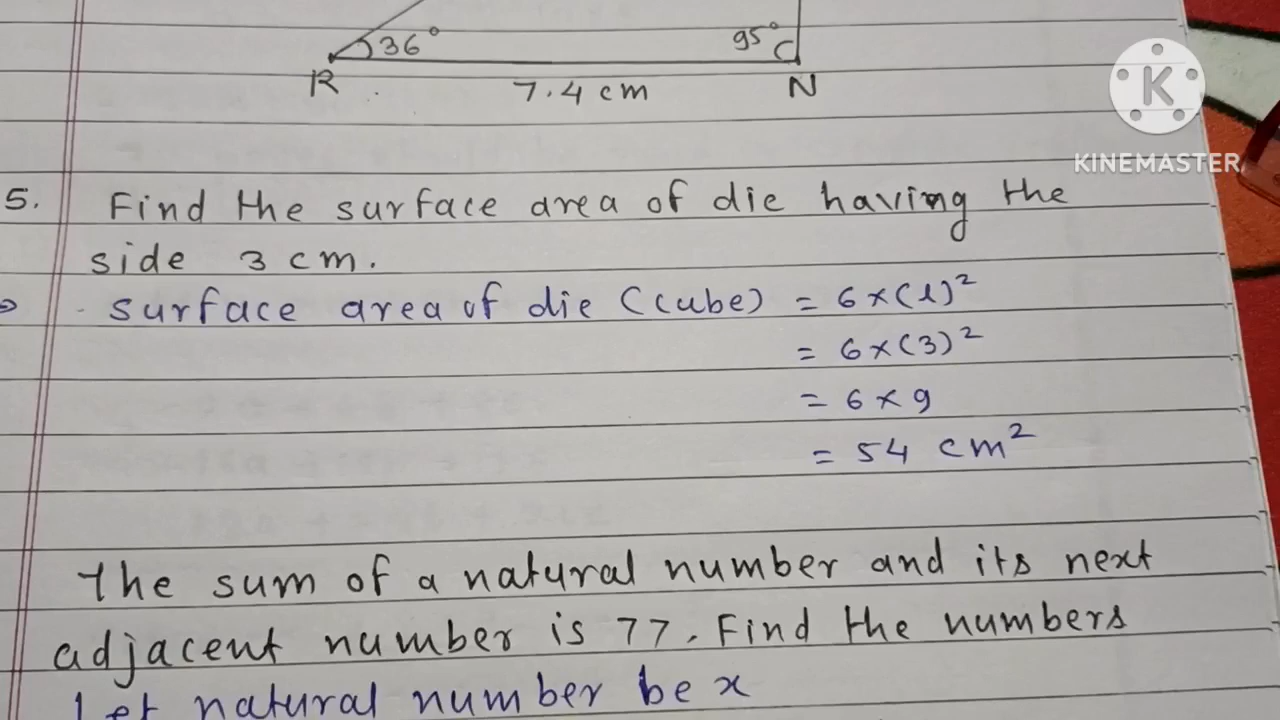 36°
95°
R
7.4 cm
N
K
KINEMASTER
5. Find the surface area of die having the
side 3 cm.
surface area of die (cube) = 6×(l)²
= 6×(3)²
= 6×9
= 54 cm²
The sum of a natural number and its next
adjacent number is 77. Find the numbers
Let natural number be x